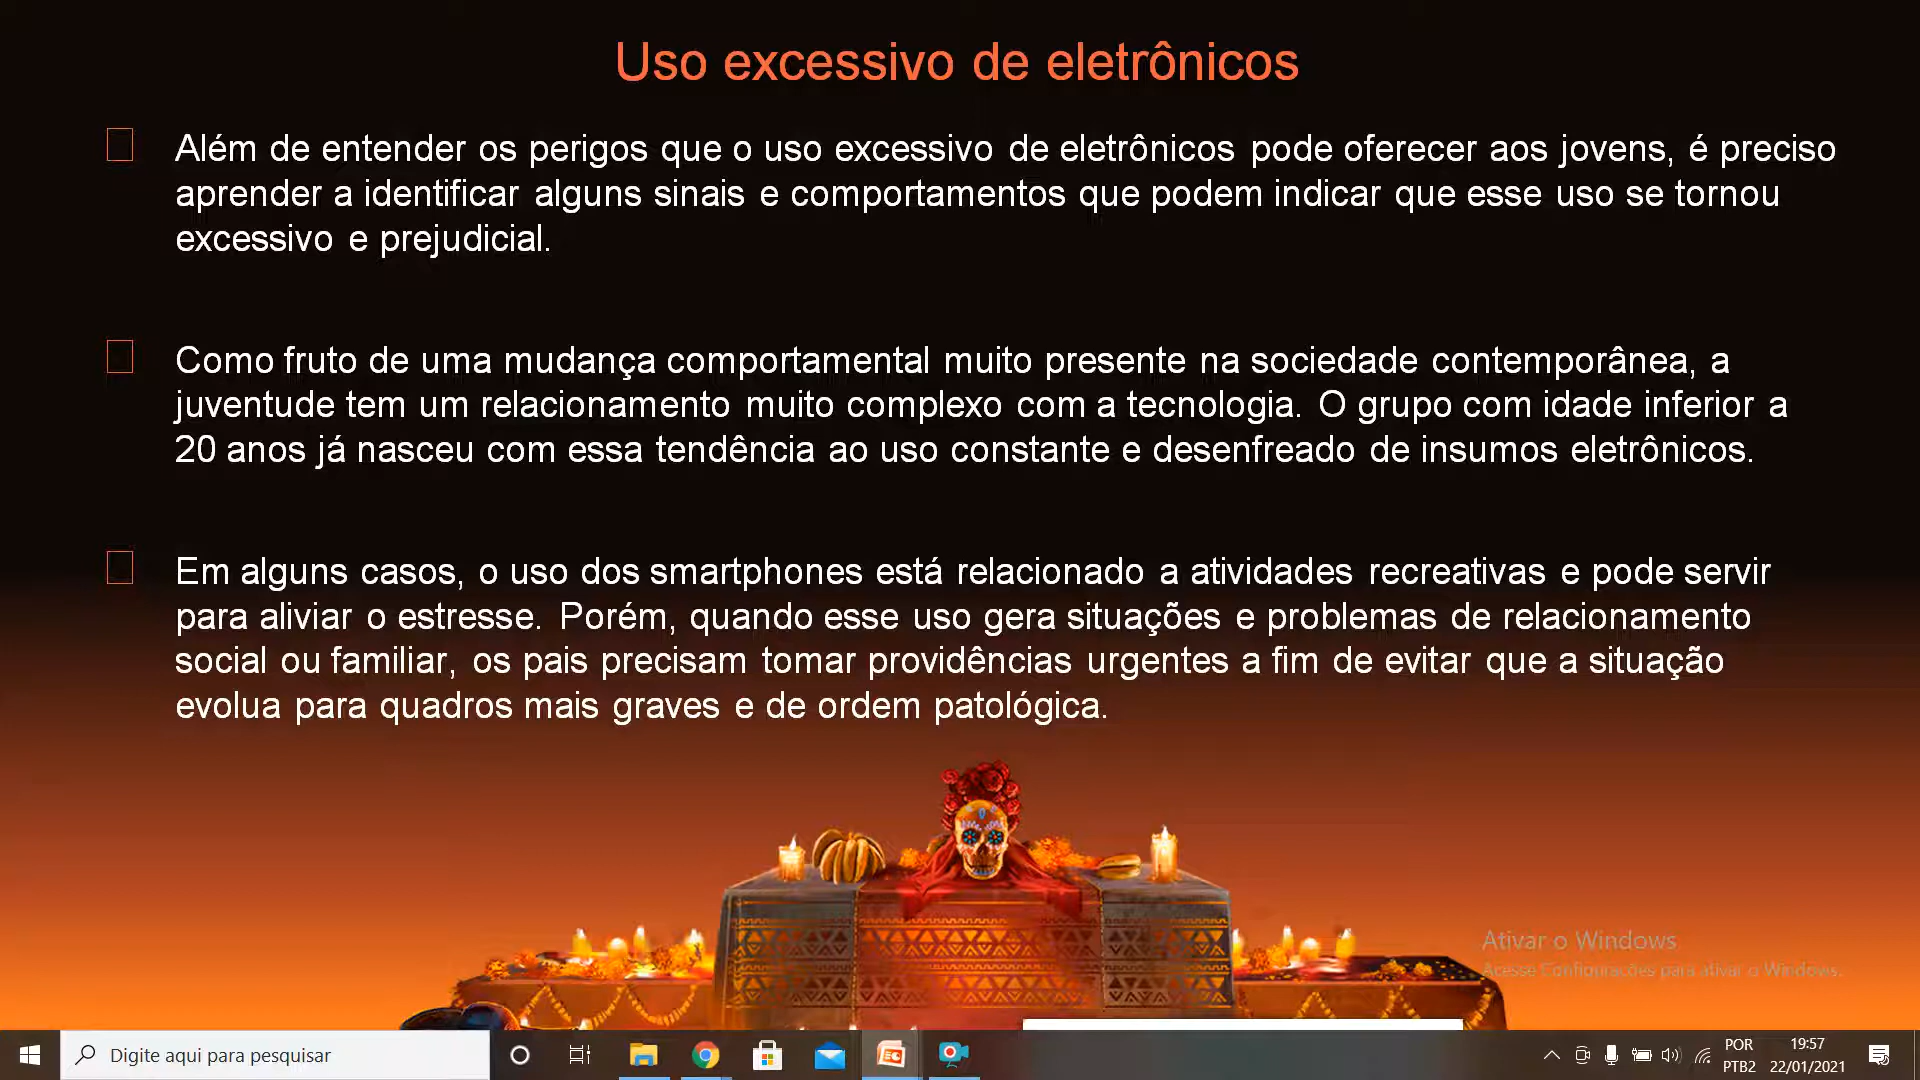 Uso excessivo de eletrônicos
Além de entender os perigos que o uso excessivo de eletrônicos pode oferecer aos jovens, é preciso
aprender a identificar alguns sinais e comportamentos que podem indicar que esse uso se tornou
excessivo e prejudicial.
Como fruto de uma mudança comportamental muito presente na sociedade contemporânea, a
juventude tem um relacionamento muito complexo com a tecnologia. O grupo com idade inferior a
20 anos já nasceu com essa tendência ao uso constante e desenfreado de insumos eletrônicos.
Em alguns casos, o uso dos smartphones está relacionado a atividades recreativas e pode servir
para aliviar o estresse. Porém, quando esse uso gera situações e problemas de relacionamento
social ou familiar, os pais precisam tomar providências urgentes a fim de evitar que a situação
evolua para quadros mais graves e de ordem patológica.
Ativar o Windows
Acesse Configurações para ativar o Windows.
Digite aqui para pesquisar
POR
PTB2
19:57
22/01/2021